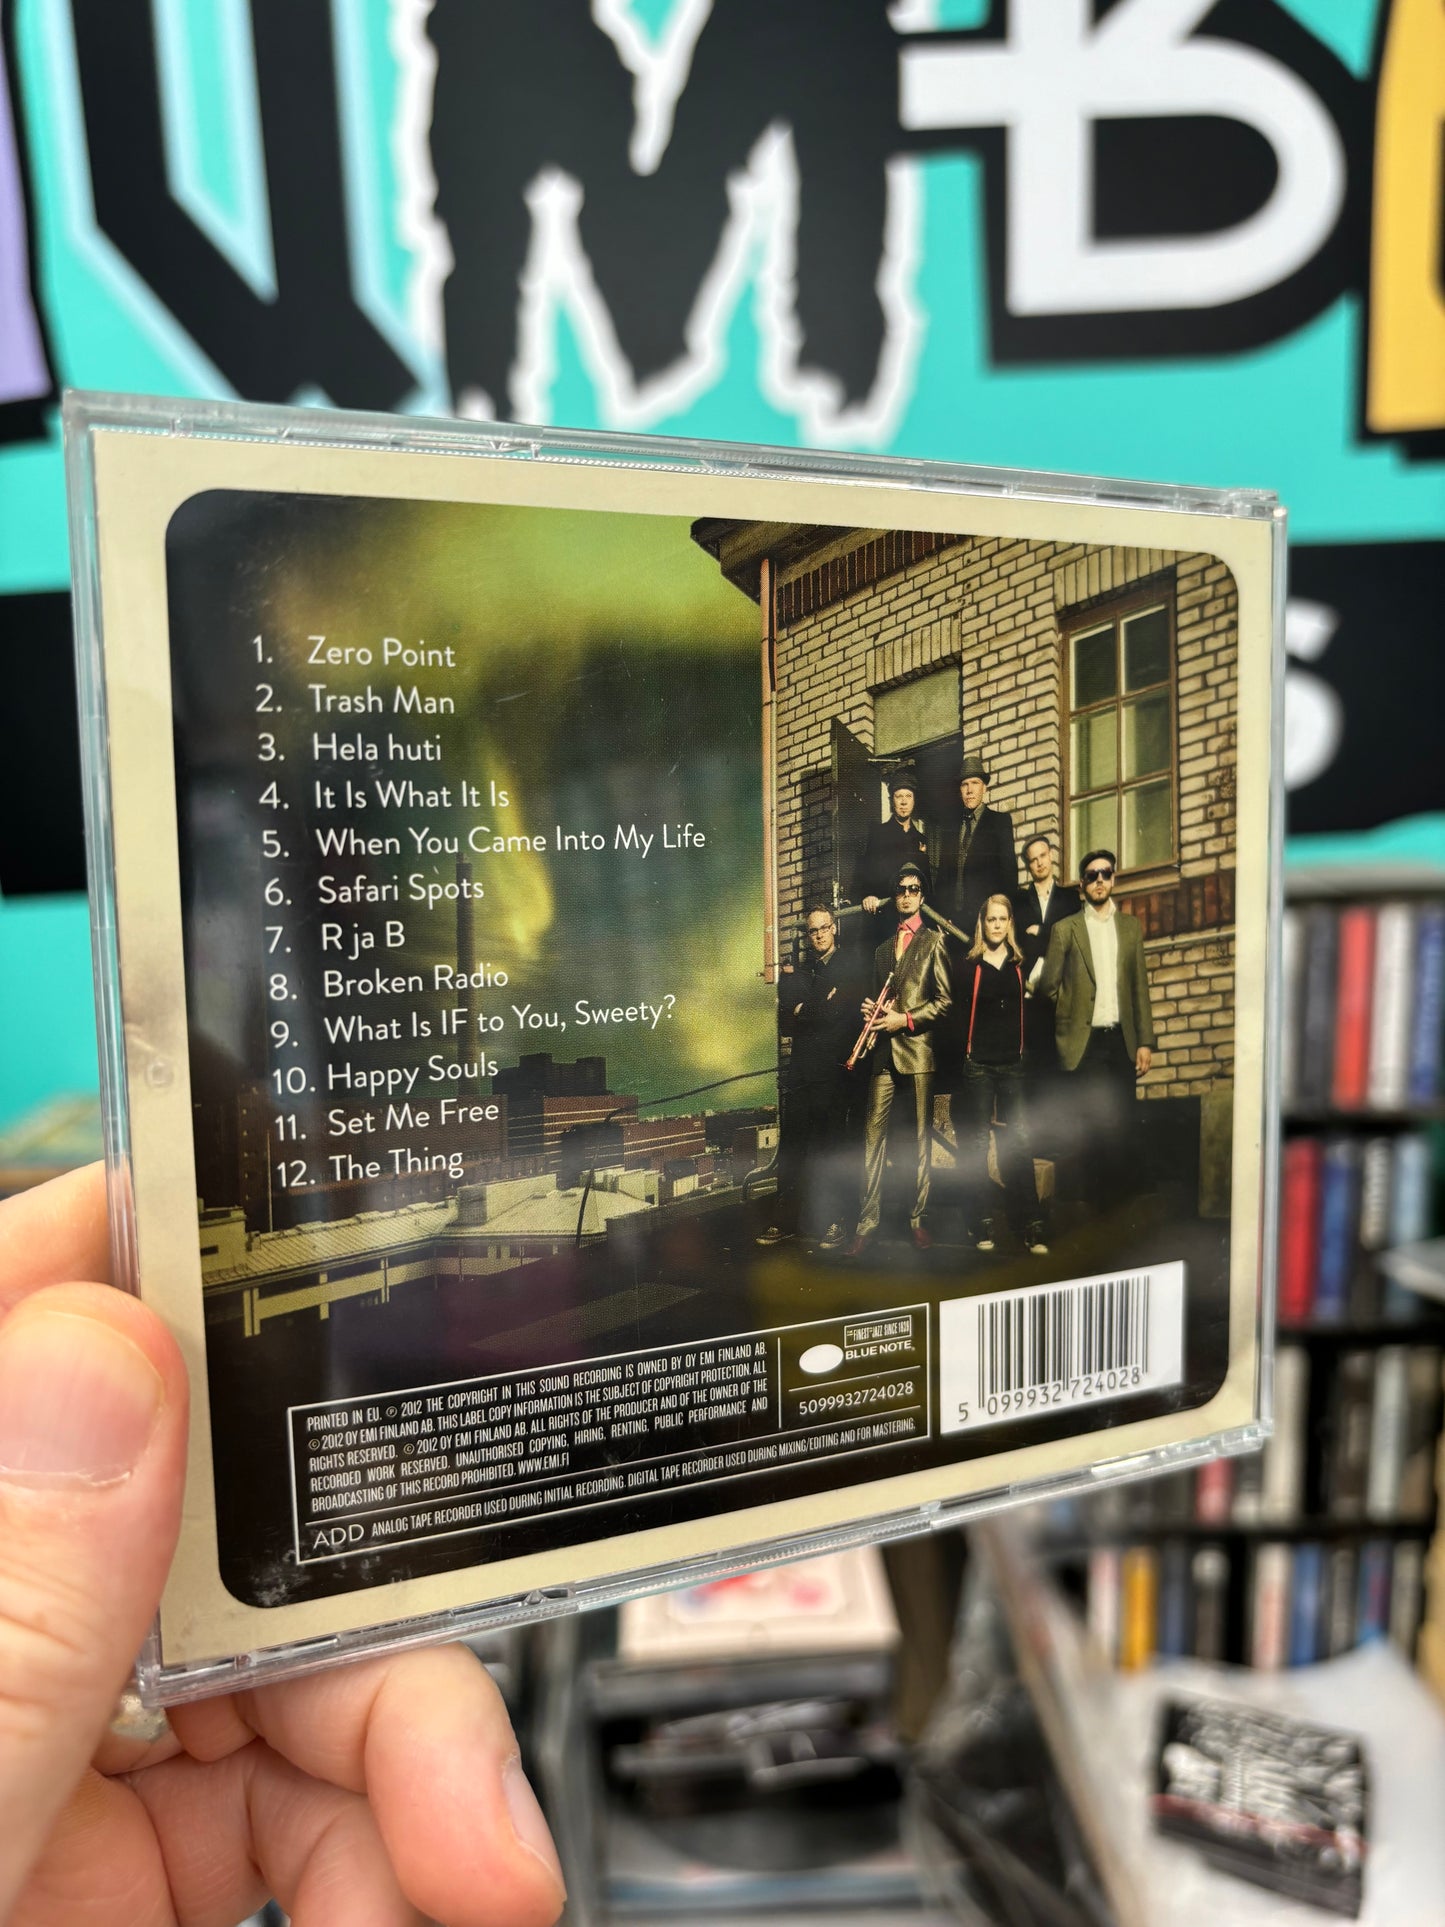 UMB
S
1. Zero Point
2. Trash Man
3. Hela huti
4. It Is What It Is
5. When You Came Into My Life
6. Safari Spots
7. R ja B
8. Broken Radio
9. What Is IF to You, Sweety?
10. Happy Souls
11. Set Me Free
12. The Thing
PRINTED IN EU. ℗ 2012 THE COPYRIGHT IN THIS SOUND RECORDING IS OWNED BY OY EMI FINLAND AB.
© 2012 OY EMI FINLAND AB. THIS LABEL COPY INFORMATION IS THE SUBJECT OF COPYRIGHT PROTECTION. ALL
RIGHTS RESERVED. © 2012 OY EMI FINLAND AB. ALL RIGHTS OF THE PRODUCER AND OF THE OWNER OF THE
RECORDED WORK RESERVED. UNAUTHORISED COPYING, HIRING, RENTING, PUBLIC PERFORMANCE AND
BROADCASTING OF THIS RECORD PROHIBITED. WWW.EMI.FI
ADD ANALOG TAPE RECORDER USED DURING INITIAL RECORDING. DIGITAL TAPE RECORDER USED DURING MIXING/EDITING AND FOR MASTERING.
THE FINEST IN JAZZ SINCE 1939
BLUE NOTE
5099932724028
5 099932 724028